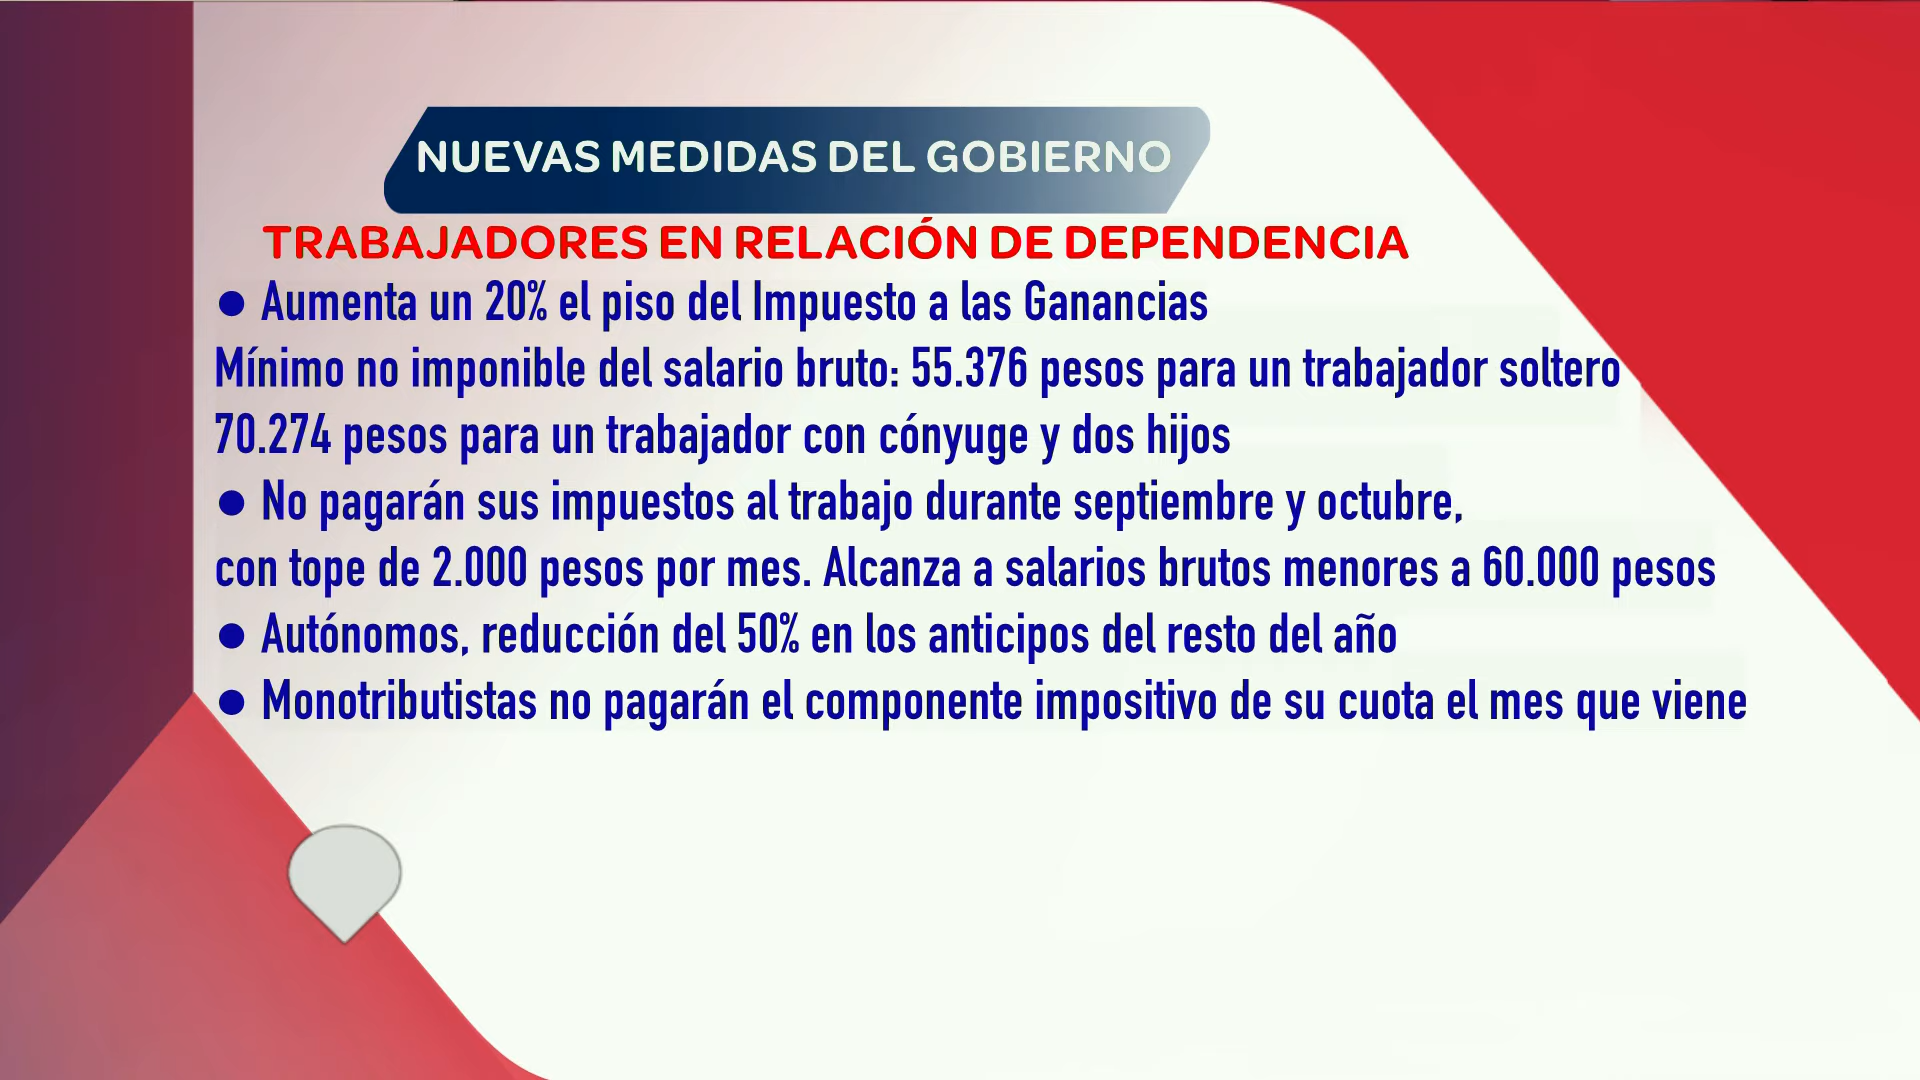 NUEVAS MEDIDAS DEL GOBIERNO
TRABAJADORES EN RELACIÓN DE DEPENDENCIA
● Aumenta un 20% el piso del Impuesto a las Ganancias
Mínimo no imponible del salario bruto: 55.376 pesos para un trabajador soltero
70.274 pesos para un trabajador con cónyuge y dos hijos
● No pagarán sus impuestos al trabajo durante septiembre y octubre,
con tope de 2.000 pesos por mes. Alcanza a salarios brutos menores a 60.000 pesos
● Autónomos, reducción del 50% en los anticipos del resto del año
● Monotributistas no pagarán el componente impositivo de su cuota el mes que viene